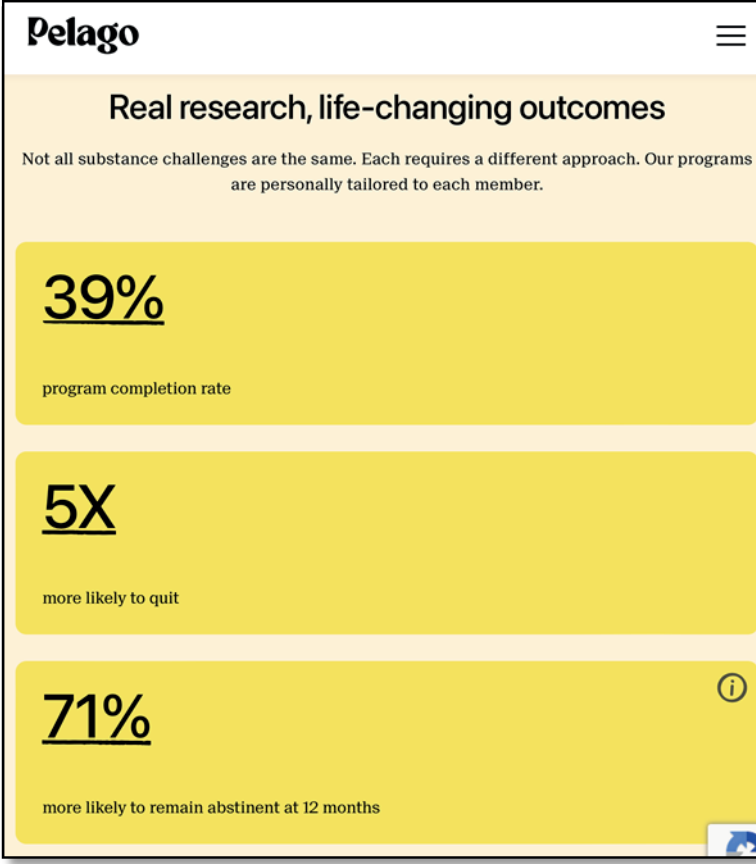 Pelago
Real research, life-changing outcomes
Not all substance challenges are the same. Each requires a different approach. Our programs
are personally tailored to each member.
39%
program completion rate
5X
more likely to quit
71%
more likely to remain abstinent at 12 months